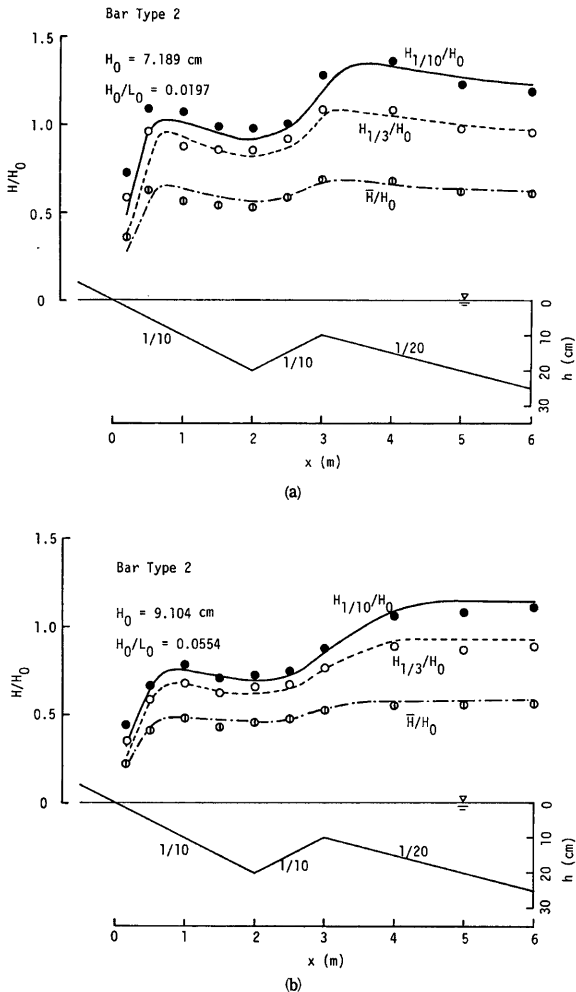 Bar Type 2
H0 = 7.189 cm
H0/L0 = 0.0197
1.5
1.0
0.5
0
H/H0
H1/10/H0
H1/3/H0
H̅/H0
1/10
1/10
1/20
0
10
20
30
h (cm)
0 1 2 3 4 5 6
x (m)
(a)
Bar Type 2
H0 = 9.104 cm
H0/L0 = 0.0554
1.5
1.0
0.5
0
H/H0
H1/10/H0
H1/3/H0
H̅/H0
1/10
1/10
1/20
0
10
20
30
h (cm)
0 1 2 3 4 5 6
x (m)
(b)